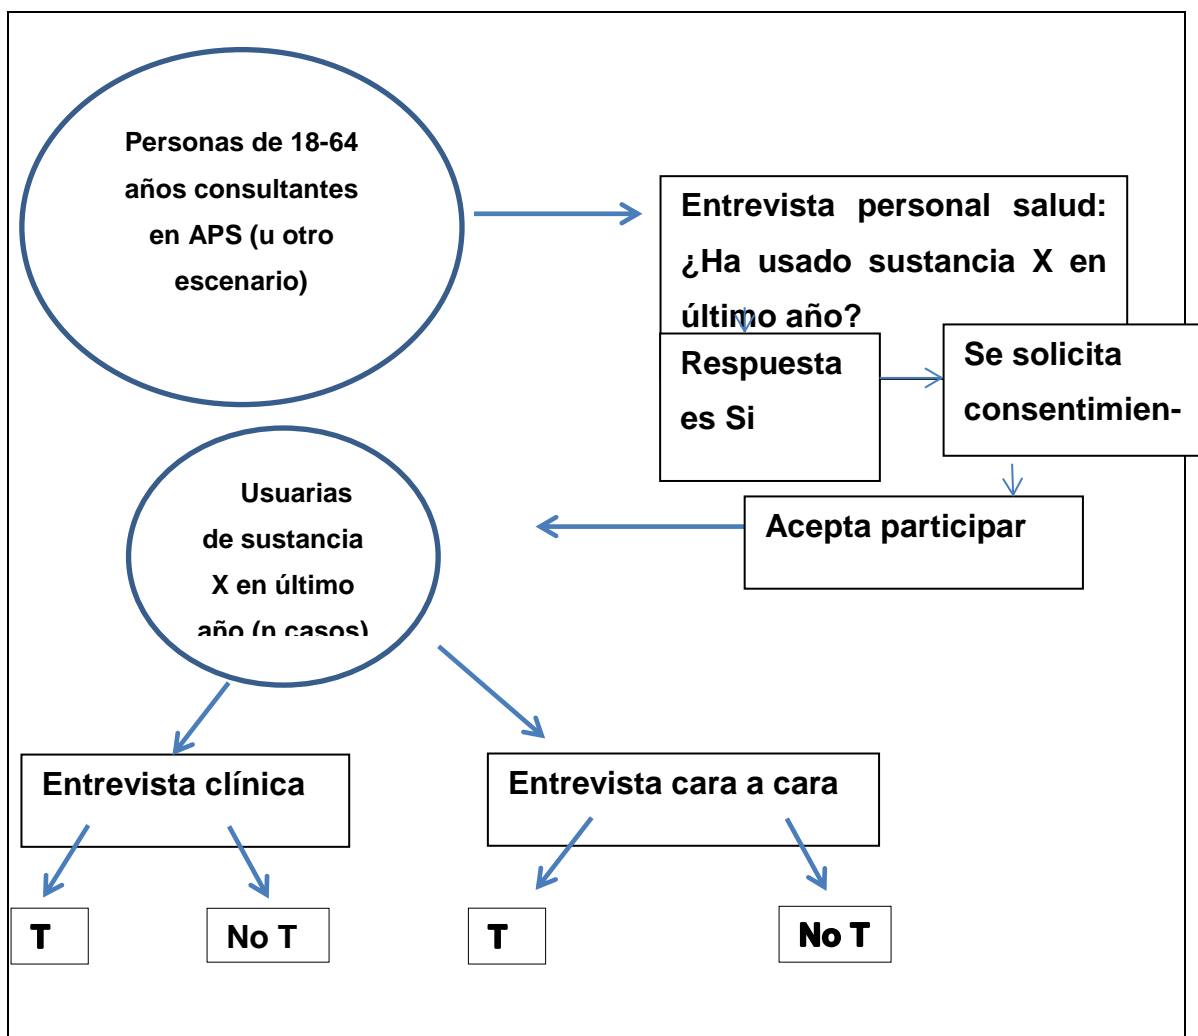 Personas de 18-64
años consultantes
en APS (u otro
escenario)
Entrevista personal salud:
¿Ha usado sustancia X en
último año?
Respuesta
es Si
Se solicita
consentimien-
Acepta participar
Usuarias
de sustancia
X en último
año (n casos)
Entrevista clínica
Entrevista cara a cara
T
No T
T
No T